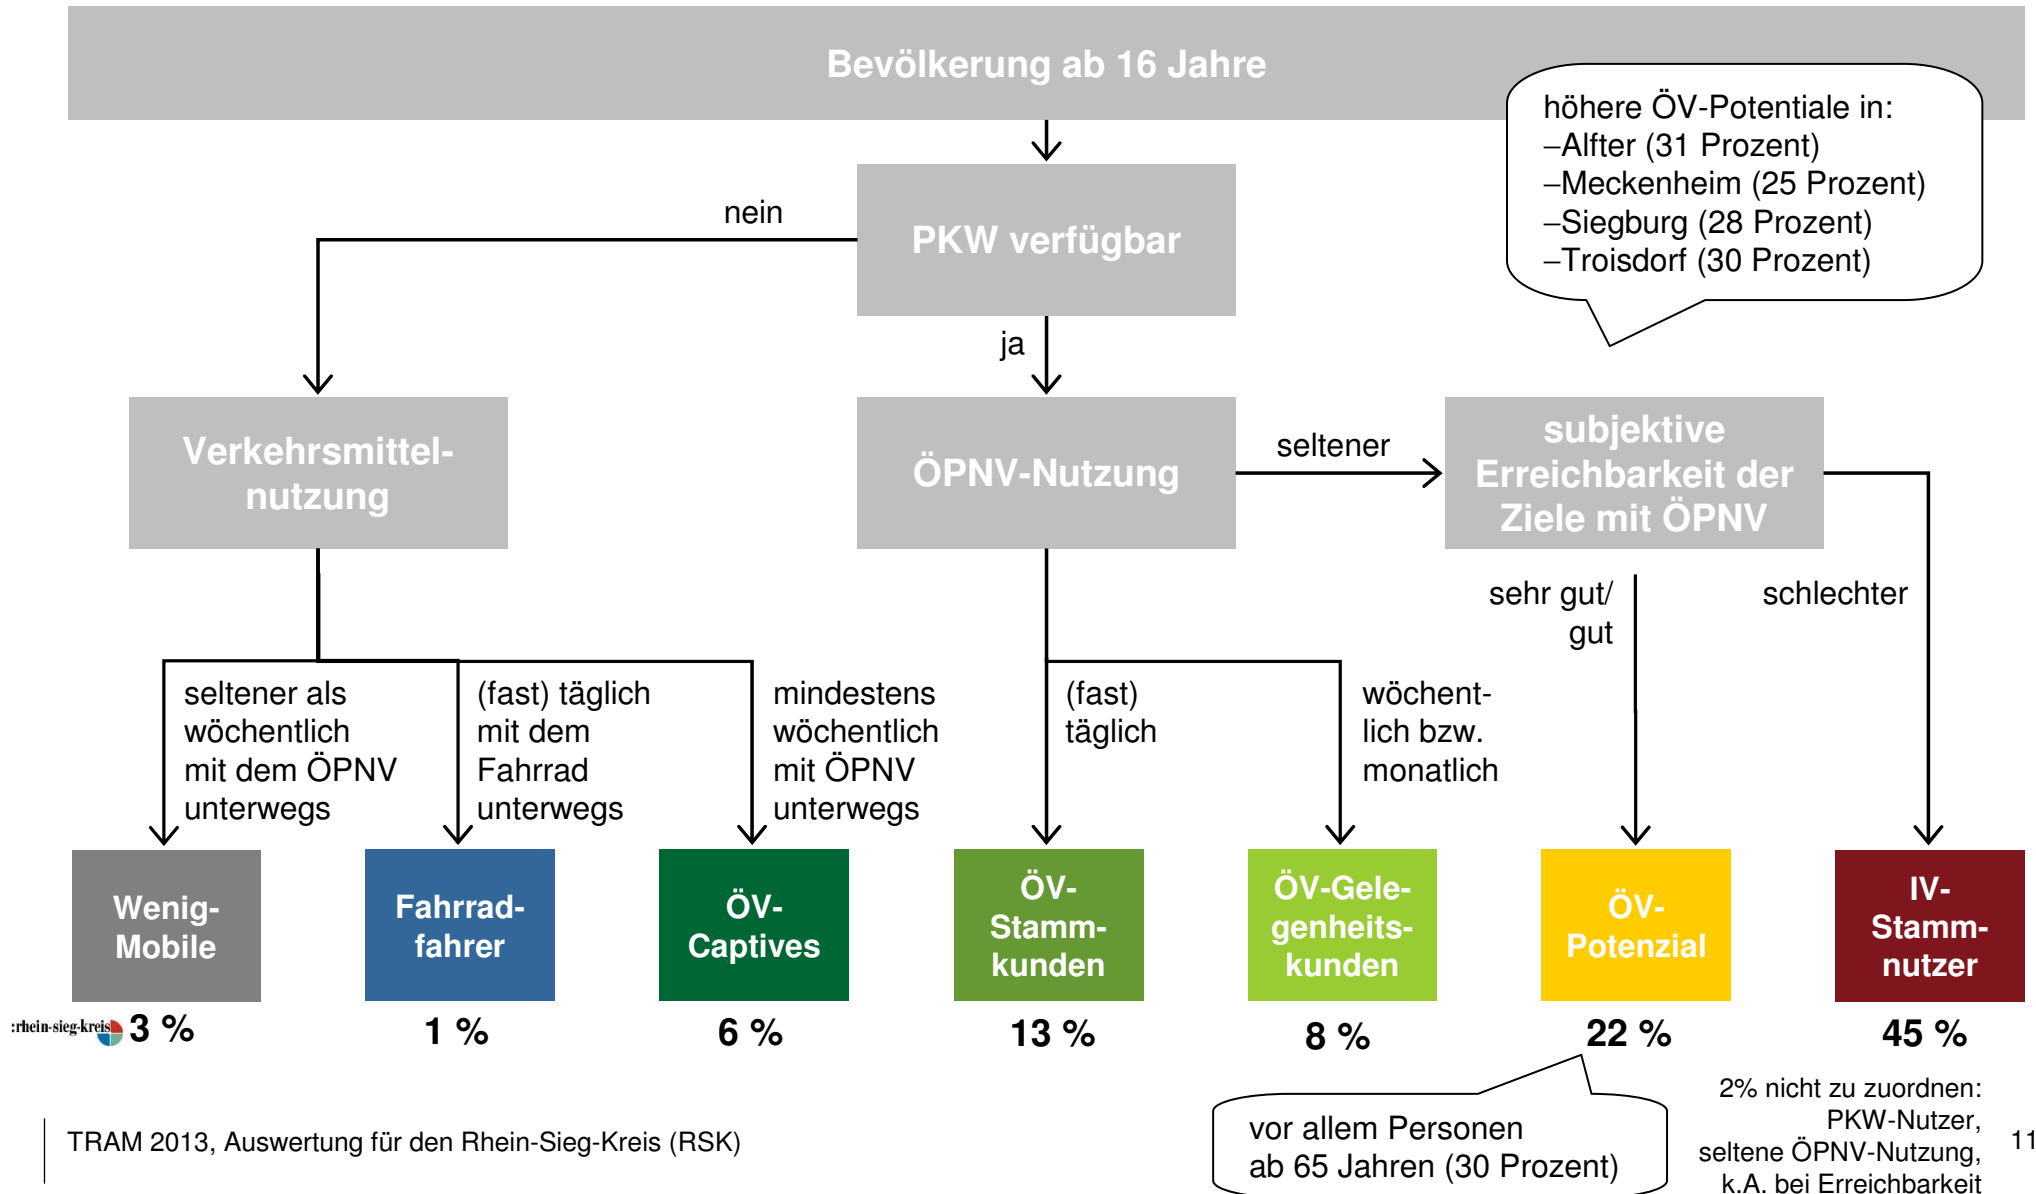 Bevölkerung ab 16 Jahre
höhere ÖV-Potentiale in:
–Alfter (31 Prozent)
–Meckenheim (25 Prozent)
–Siegburg (28 Prozent)
–Troisdorf (30 Prozent)
nein
PKW verfügbar
ja
Verkehrsmittel-
nutzung
ÖPNV-Nutzung
seltener
subjektive
Erreichbarkeit der
Ziele mit ÖPNV
sehr gut/
gut
schlechter
seltener als
wöchentlich
mit dem ÖPNV
unterwegs
(fast) täglich
mit dem
Fahrrad
unterwegs
mindestens
wöchentlich
mit ÖPNV
unterwegs
(fast)
täglich
wöchent-
lich bzw.
monatlich
Wenig-
Mobile
Fahrrad-
fahrer
ÖV-
Captives
ÖV-
Stamm-
kunden
ÖV-Gele-
genheits-
kunden
ÖV-
Potenzial
IV-
Stamm-
nutzer
:rhein-sieg-kreis
3 %
1 %
6 %
13 %
8 %
22 %
45 %
vor allem Personen
ab 65 Jahren (30 Prozent)
2% nicht zu zuordnen:
PKW-Nutzer,
seltene ÖPNV-Nutzung,
k.A. bei Erreichbarkeit
TRAM 2013, Auswertung für den Rhein-Sieg-Kreis (RSK)
11